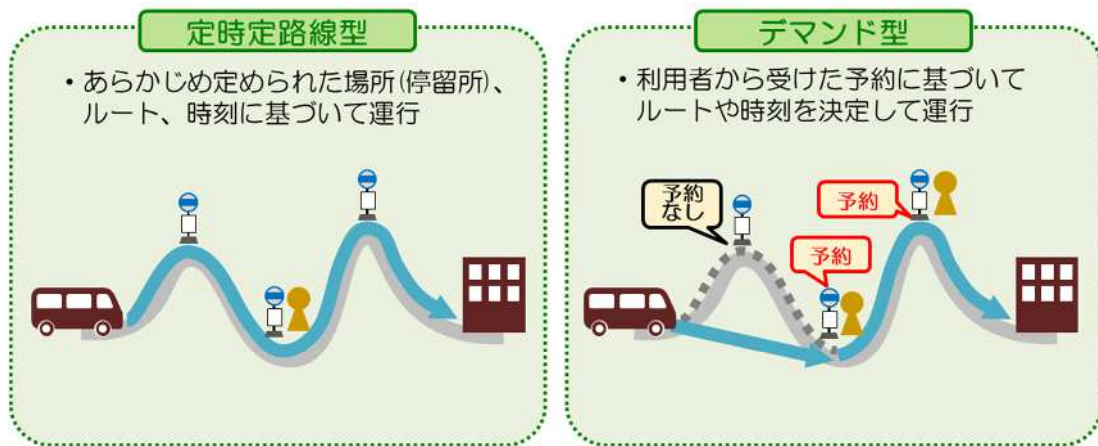 定時定路線型
・あらかじめ定められた場所(停留所)、
ルート、時刻に基づいて運行
デマンド型
・利用者から受けた予約に基づいて
ルートや時刻を決定して運行
予約
なし
予約
予約